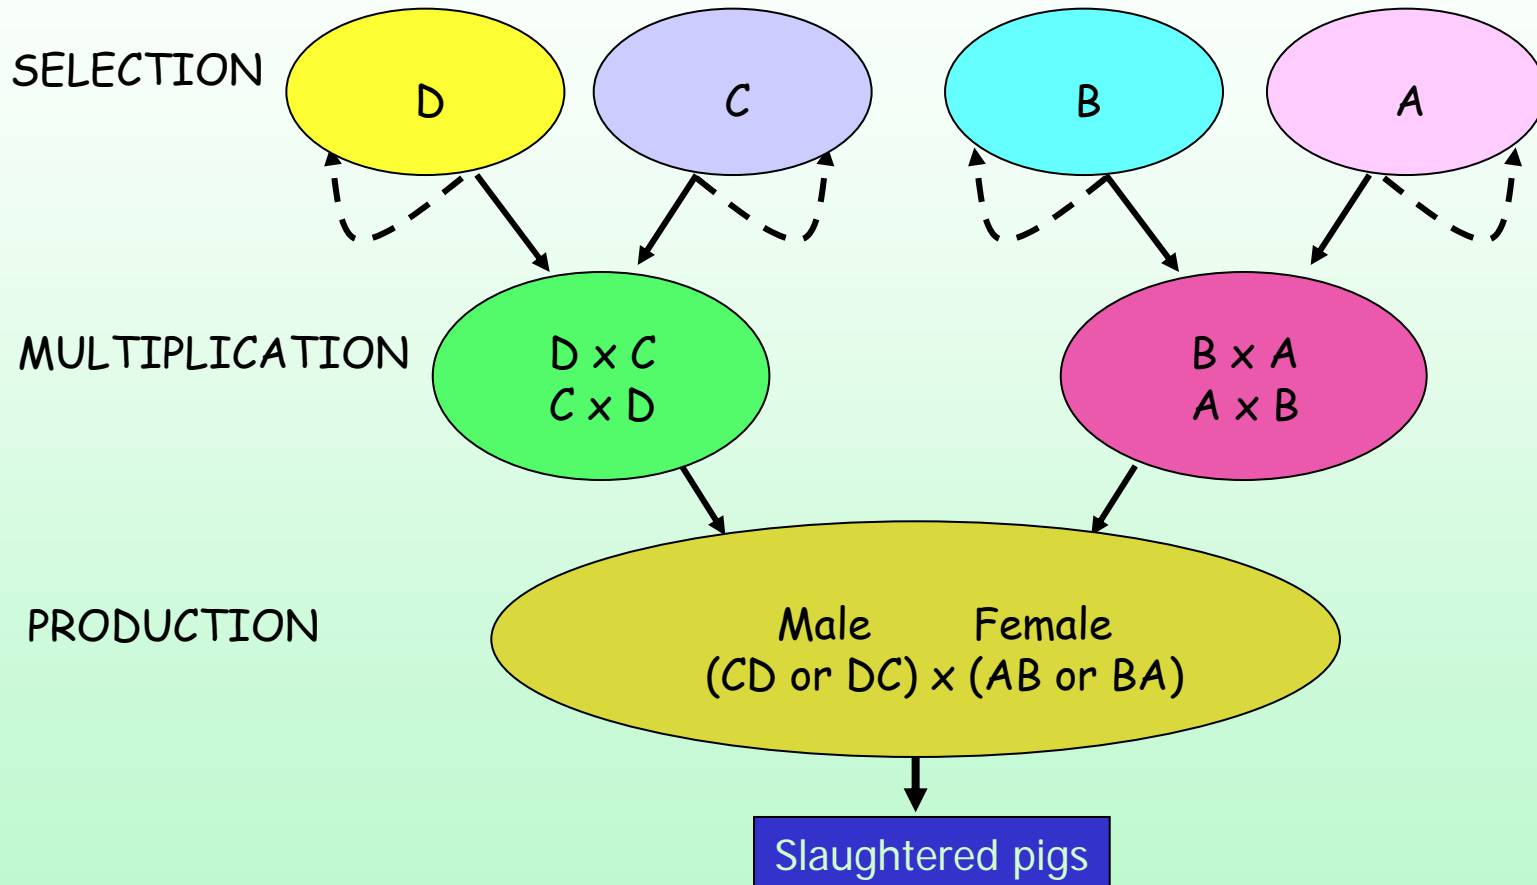 SELECTION
D
C
B
A
MULTIPLICATION
D x C
C x D
B x A
A x B
PRODUCTION
Male Female
(CD or DC) x (AB or BA)
Slaughtered pigs